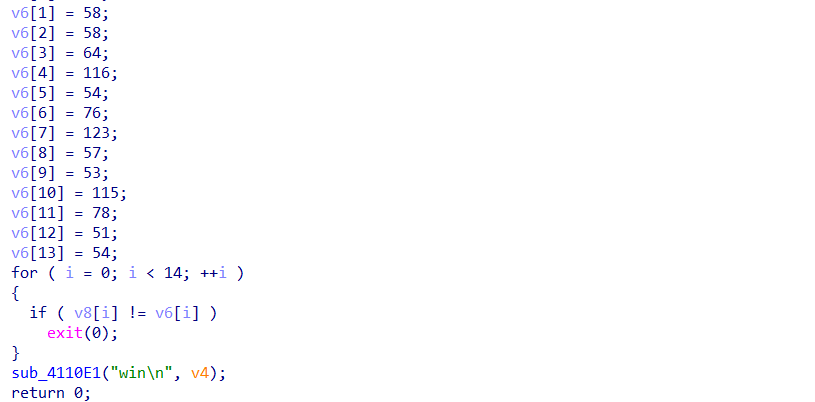 v6[1] = 58;
v6[2] = 58;
v6[3] = 64;
v6[4] = 116;
v6[5] = 54;
v6[6] = 76;
v6[7] = 123;
v6[8] = 57;
v6[9] = 53;
v6[10] = 115;
v6[11] = 78;
v6[12] = 51;
v6[13] = 54;
for ( i = 0; i < 14; ++i )
{
  if ( v8[i] != v6[i] )
    exit(0);
}
sub_4110E1("win\n", v4);
return 0;